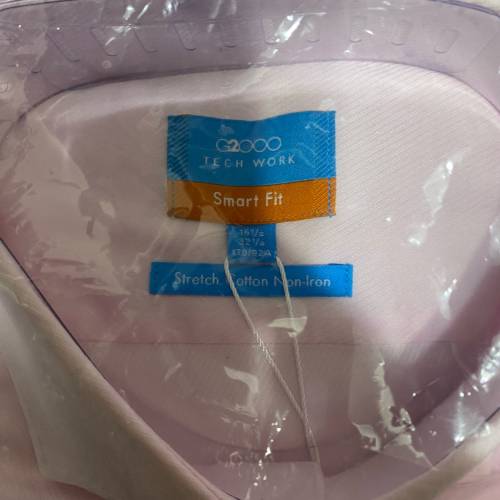 G2000
TECH WORK
Smart Fit
Stretch Cotton Non-Iron